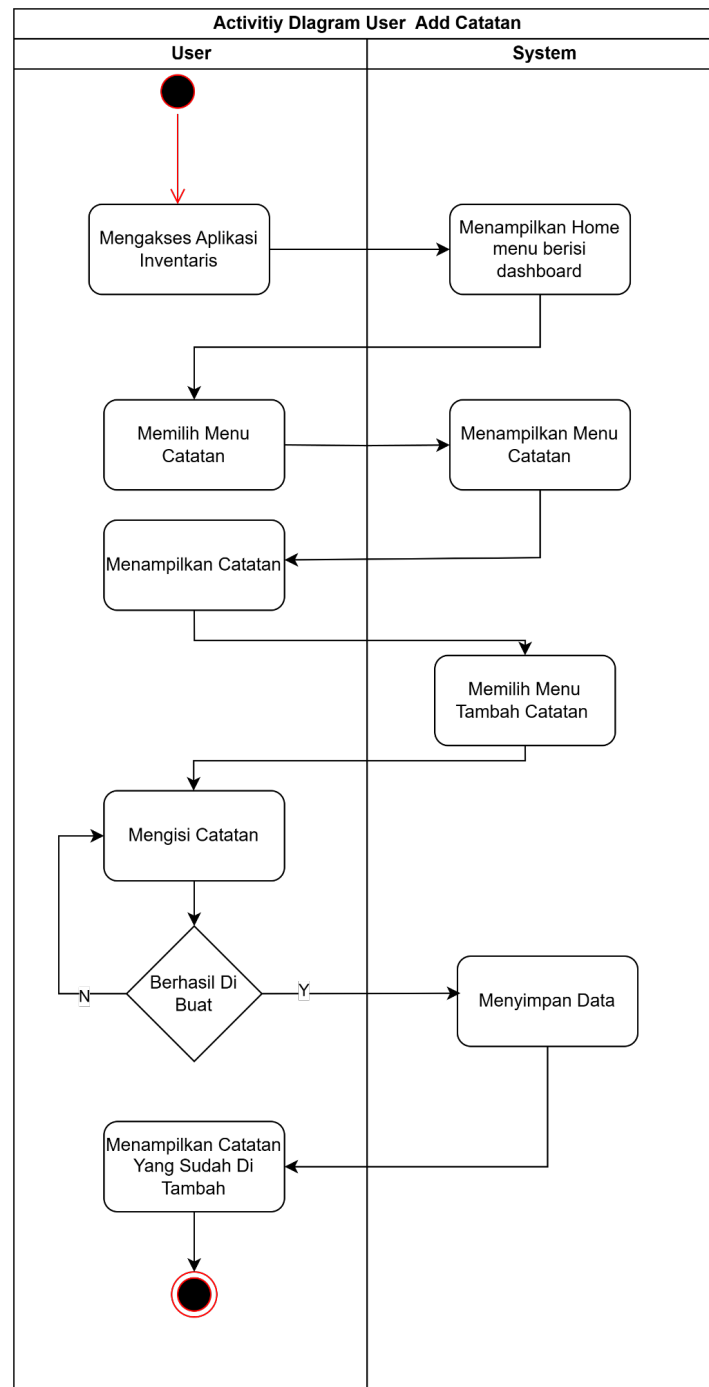 Activitiy DIagram User  Add Catatan
User
System
Mengakses Aplikasi
Inventaris
Menampilkan Home
menu berisi
dashboard
Memilih Menu
Catatan
Menampilkan Menu
Catatan
Menampilkan Catatan
Memilih Menu
Tambah Catatan
Mengisi Catatan
Berhasil Di
Buat
N
Y
Menyimpan Data
Menampilkan Catatan
Yang Sudah Di
Tambah